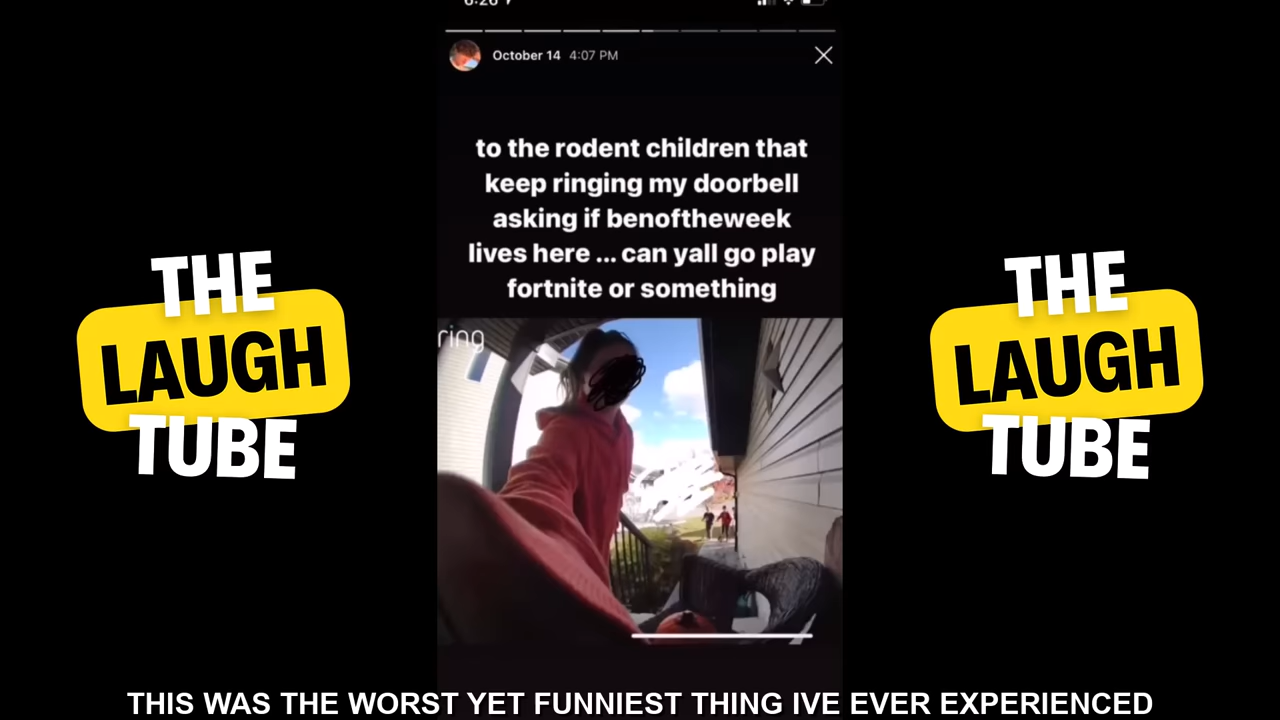 6:26
October 14 4:07 PM
to the rodent children that
keep ringing my doorbell
asking if benoftheweek
lives here ... can yall go play
fortnite or something
ring
THE
LAUGH
TUBE
THE
LAUGH
TUBE
THIS WAS THE WORST YET FUNNIEST THING IVE EVER EXPERIENCED